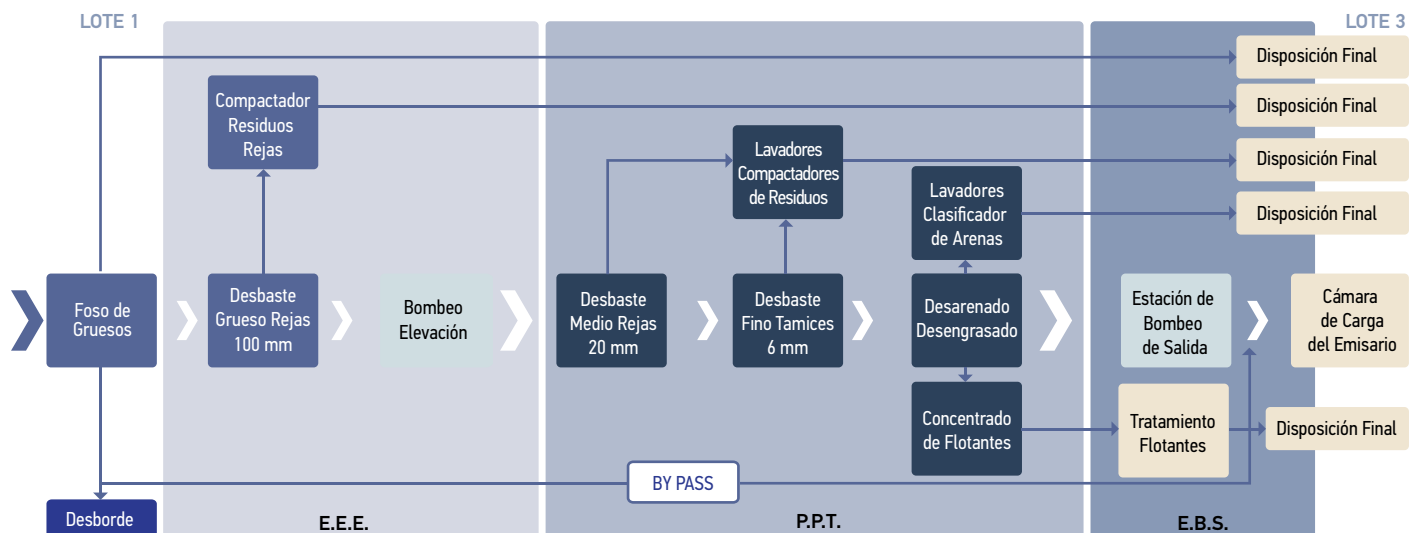 LOTE 1
LOTE 3
Disposición Final
Compactador
Residuos
Rejas
Disposición Final
Lavadores
Compactadores
de Residuos
Disposición Final
Lavadores
Clasificador
de Arenas
Disposición Final
Foso de
Gruesos
Desbaste
Grueso Rejas
100 mm
Bombeo
Elevación
Desbaste
Medio Rejas
20 mm
Desbaste
Fino Tamices
6 mm
Desarenado
Desengrasado
Estación de
Bombeo
de Salida
Cámara
de Carga
del Emisario
Concentrado
de Flotantes
Tratamiento
Flotantes
Disposición Final
BY PASS
Desborde
E.E.E.
P.P.T.
E.B.S.